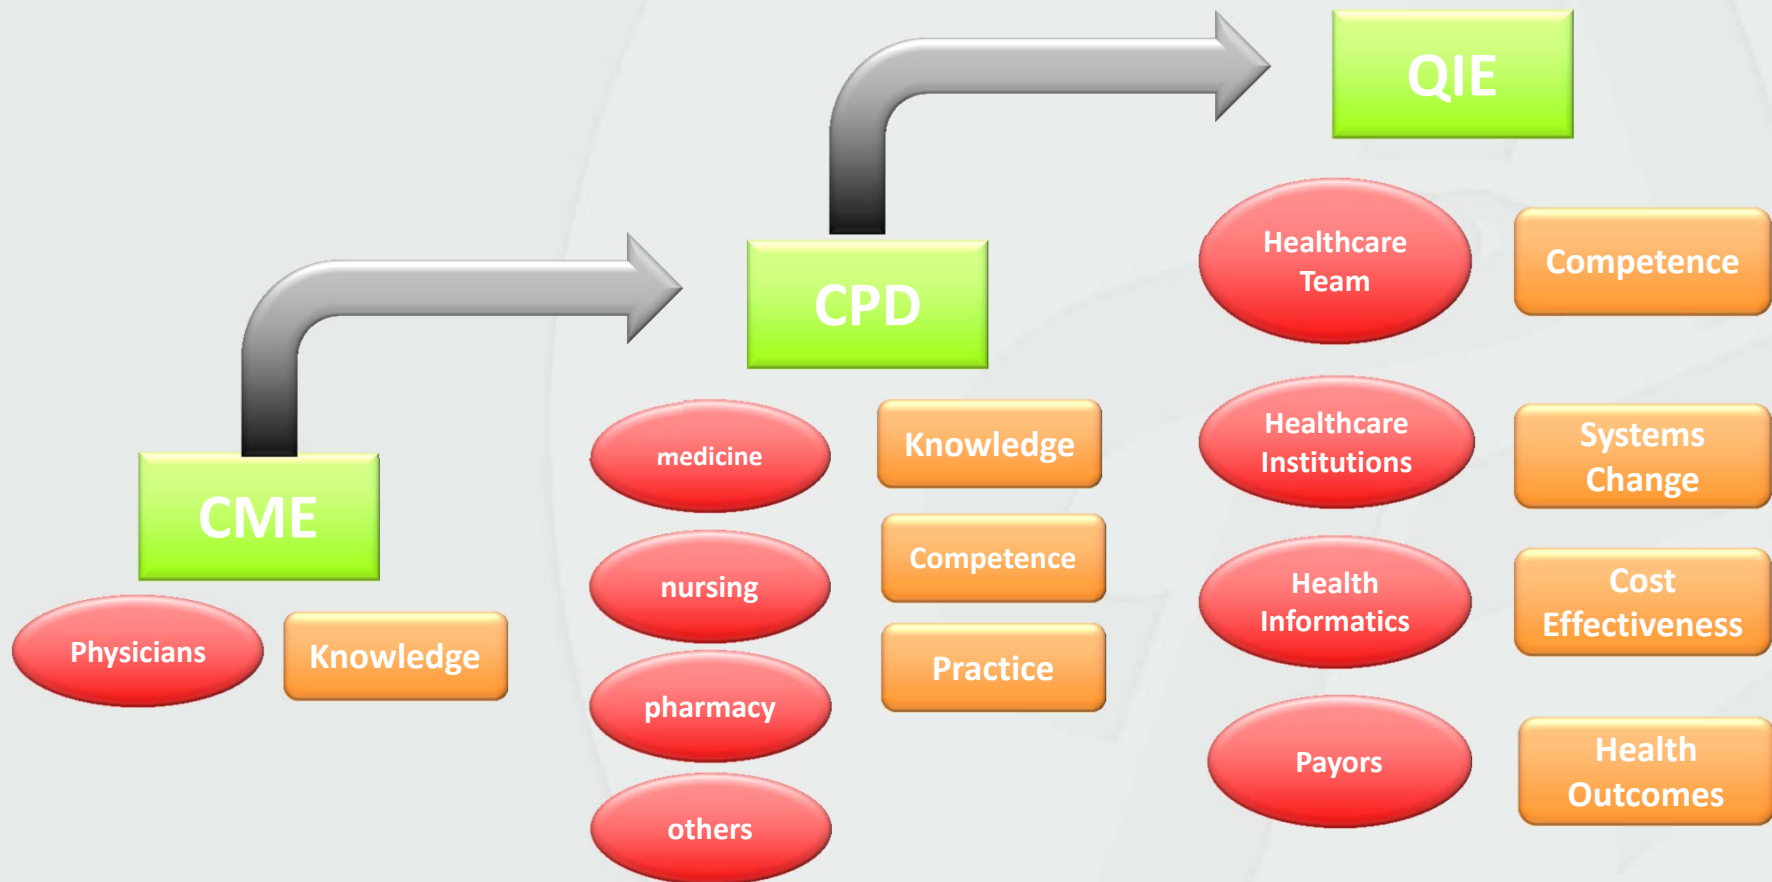 CME
Physicians
Knowledge
CPD
medicine
nursing
pharmacy
others
Knowledge
Competence
Practice
QIE
Healthcare
Team
Competence
Healthcare
Institutions
Systems
Change
Health
Informatics
Cost
Effectiveness
Payors
Health
Outcomes